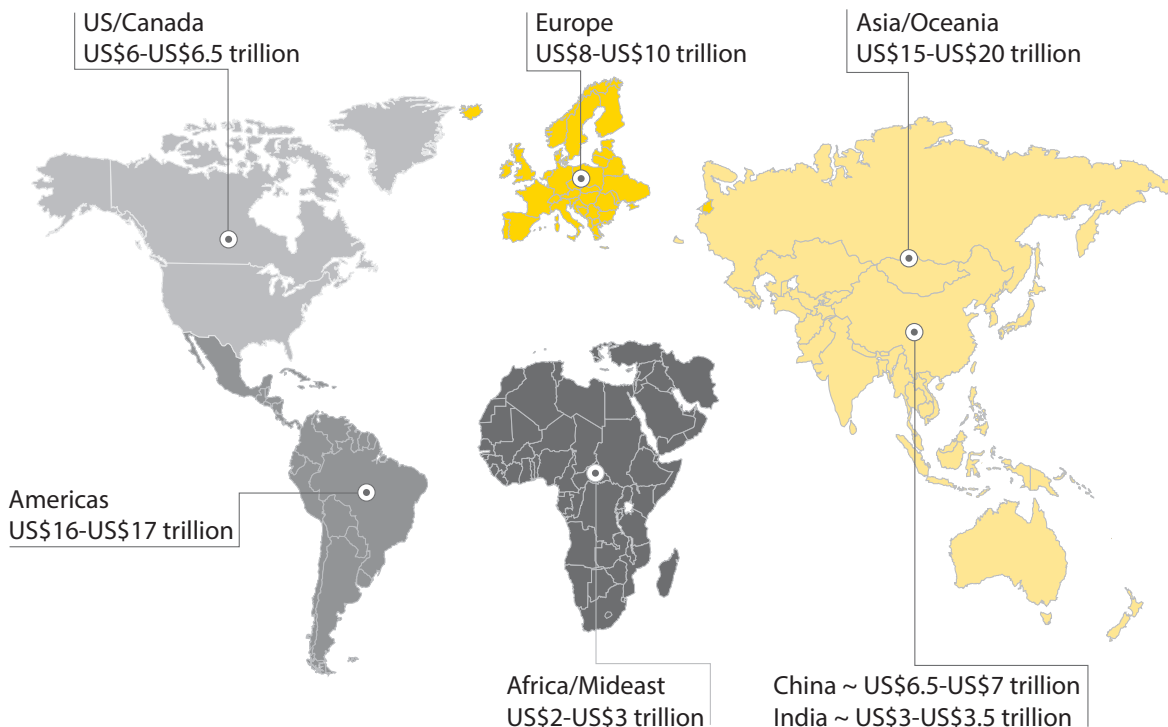 US/Canada
US$6-US$6.5 trillion
Europe
US$8-US$10 trillion
Asia/Oceania
US$15-US$20 trillion
Americas
US$16-US$17 trillion
Africa/Mideast
US$2-US$3 trillion
China ~ US$6.5-US$7 trillion
India ~ US$3-US$3.5 trillion